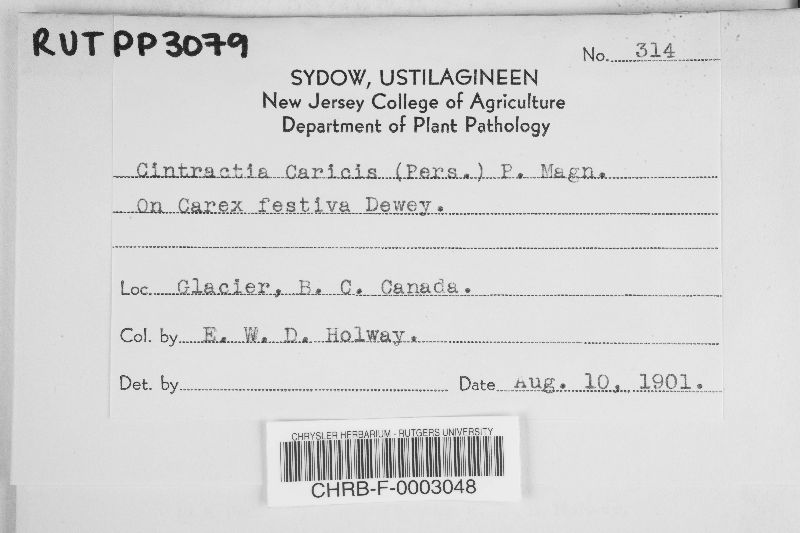 RUTPP3079
No. 314
SYDOW, USTILAGINEEN
New Jersey College of Agriculture
Department of Plant Pathology
Cintractia Caricis (Pers.) P. Magn.
On Carex festiva Dewey.
Loc. Glacier, B. C. Canada.
Col. by E. W. D. Holway.
Det. by Date Aug. 10, 1901.
CHRYSLER HERBARIUM - RUTGERS UNIVERSITY
CHRB-F-0003048